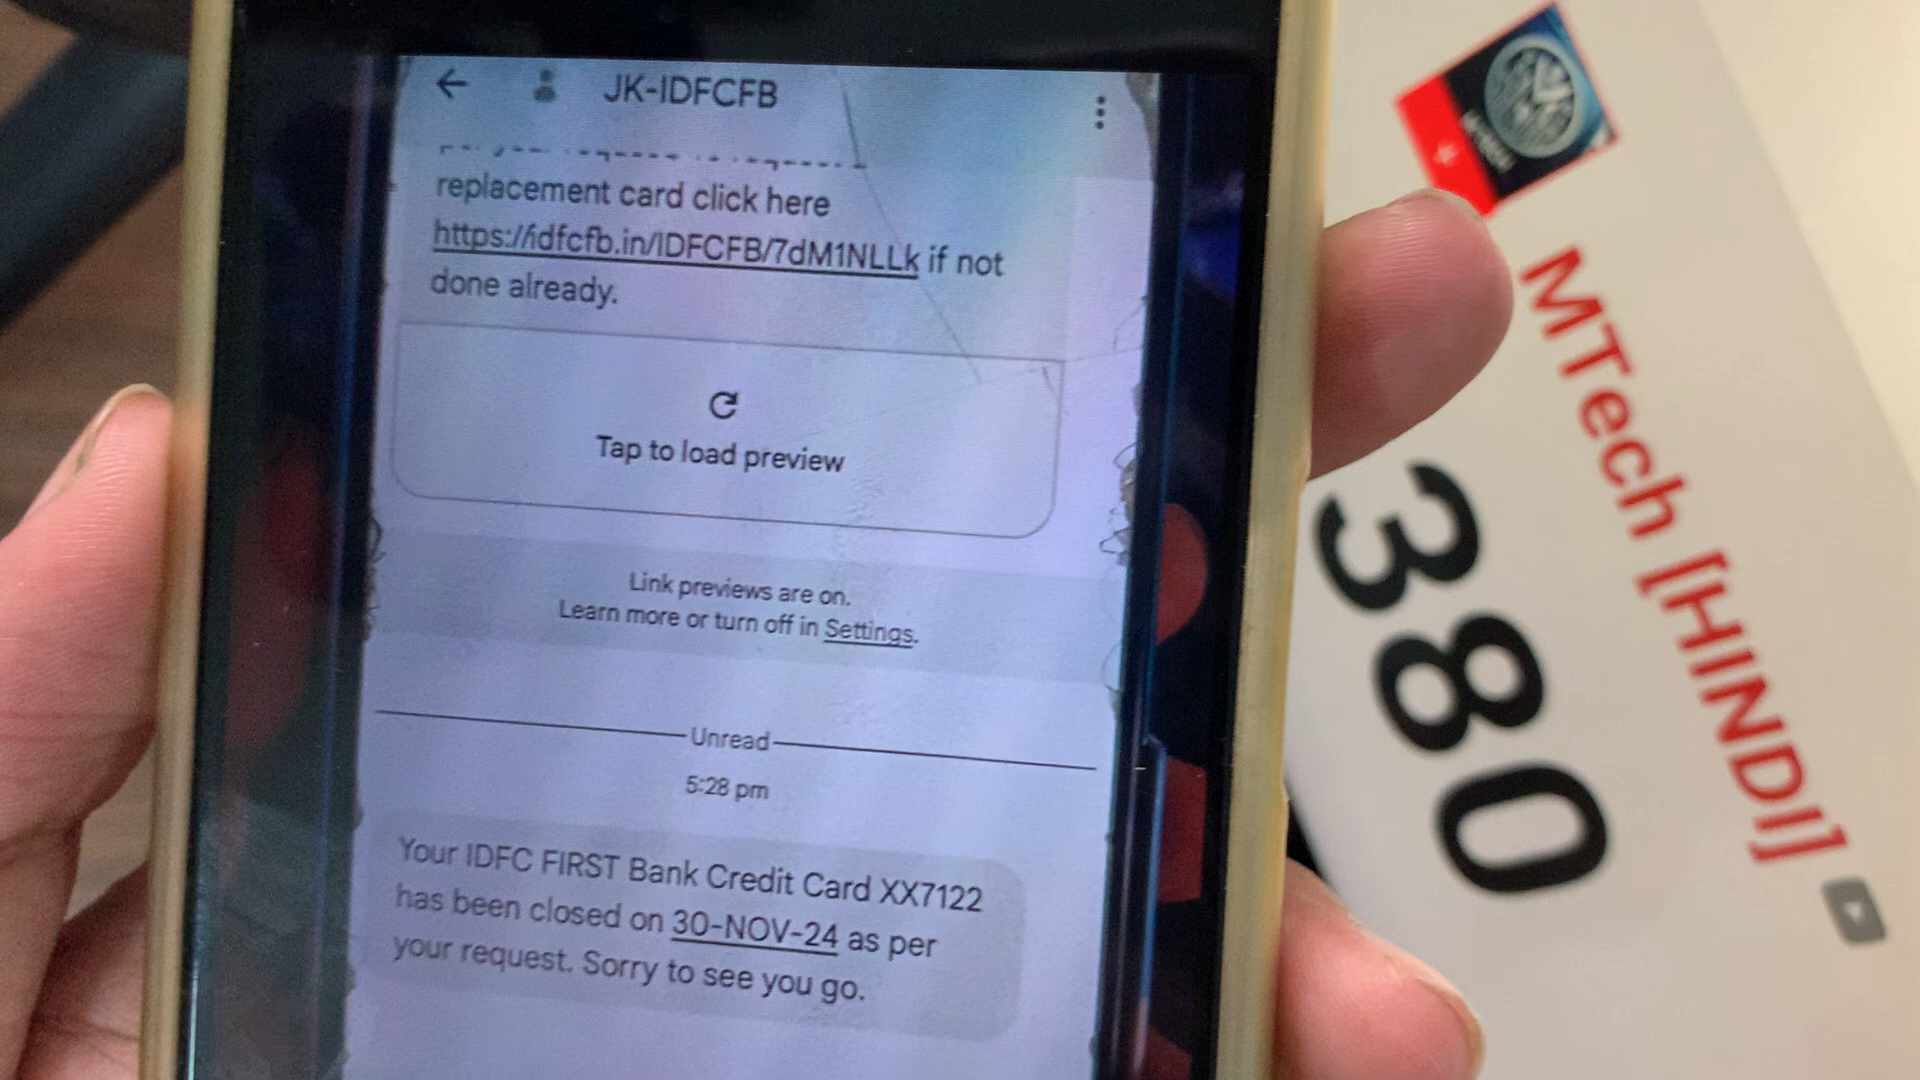 JK-IDFCFB
replacement card click here
https://idfcfb.in/IDFCFB/7dM1NLLk if not
done already.
Tap to load preview
Link previews are on.
Learn more or turn off in Settings.
Unread
5:28 pm
Your IDFC FIRST Bank Credit Card XX7122
has been closed on 30-NOV-24 as per
your request. Sorry to see you go.
MTech [HINDI]
380